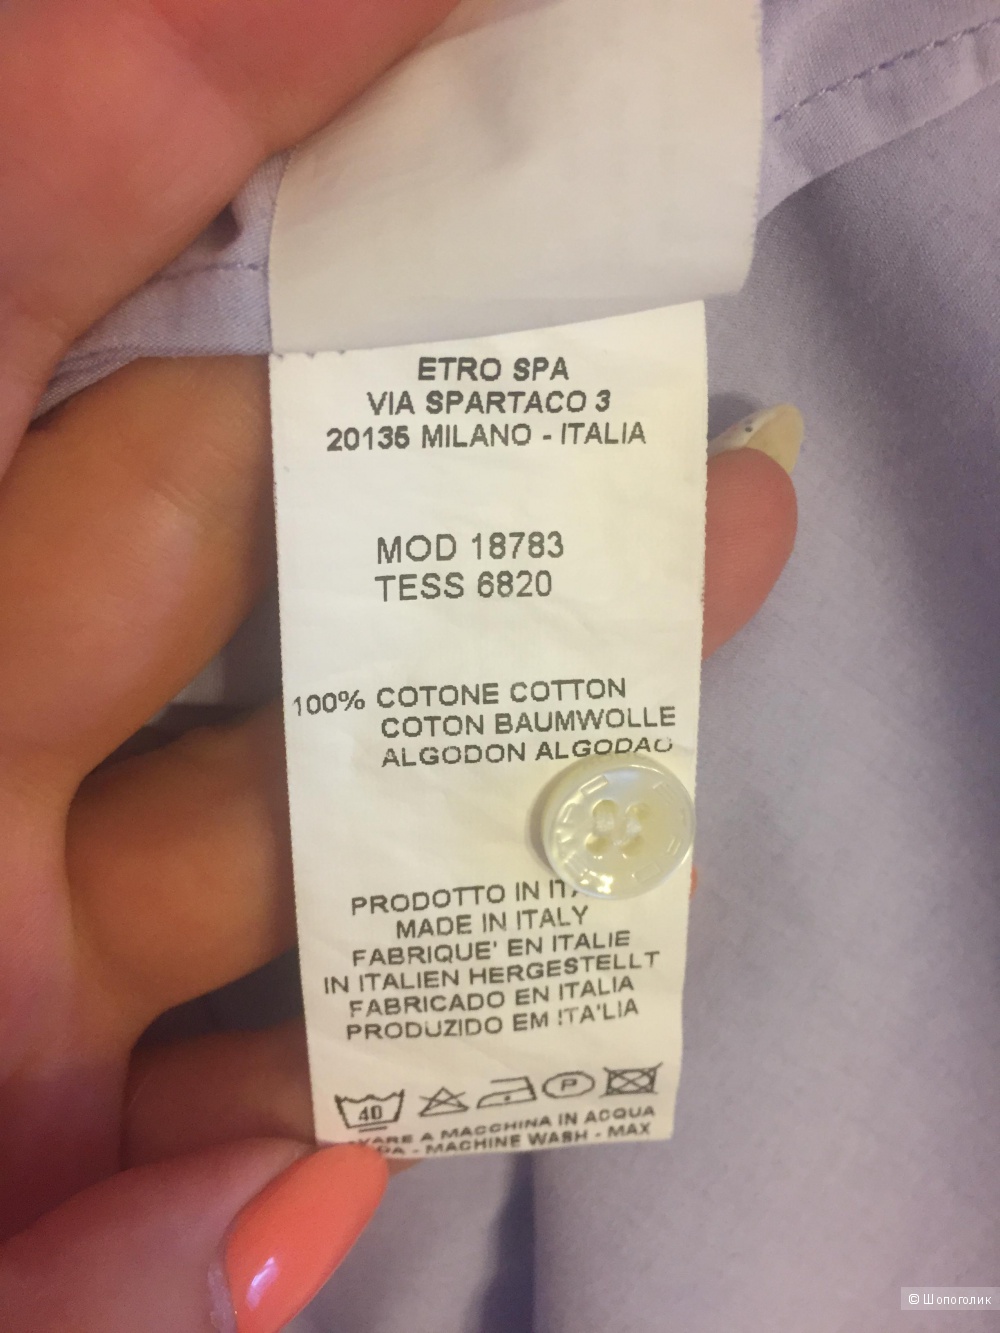 ETRO SPA
VIA SPARTACO 3
20135 MILANO - ITALIA
MOD 18783
TESS 6820
100% COTONE COTTON
COTON BAUMWOLLE
ALGODON ALGODAO
PRODOTTO IN
MADE IN ITALY
FABRIQUE' EN ITALIE
IN ITALIEN HERGESTELLT
FABRICADO EN ITALIA
PRODUZIDO EM ITA'LIA
40
P
A MACCHINA IN ACQUA
- MACHINE WASH - MAX
© Шопоголик